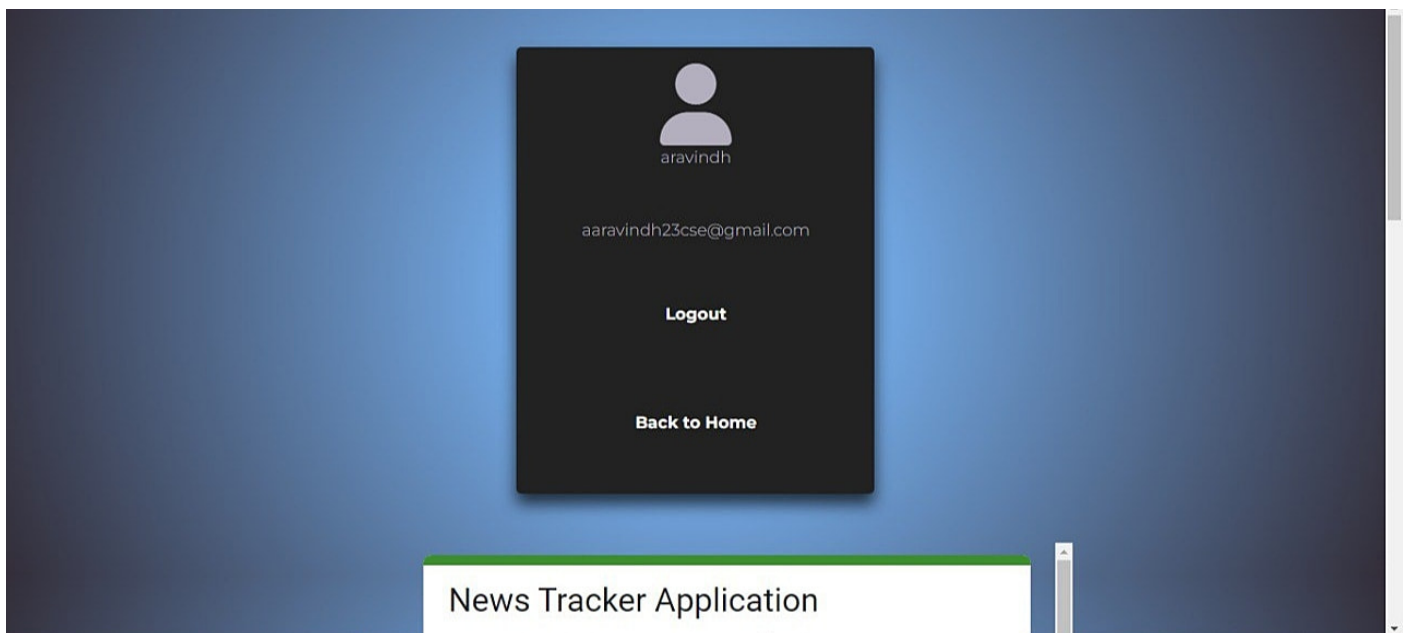 aravindh
aaravindh23cse@gmail.com
Logout
Back to Home
News Tracker Application